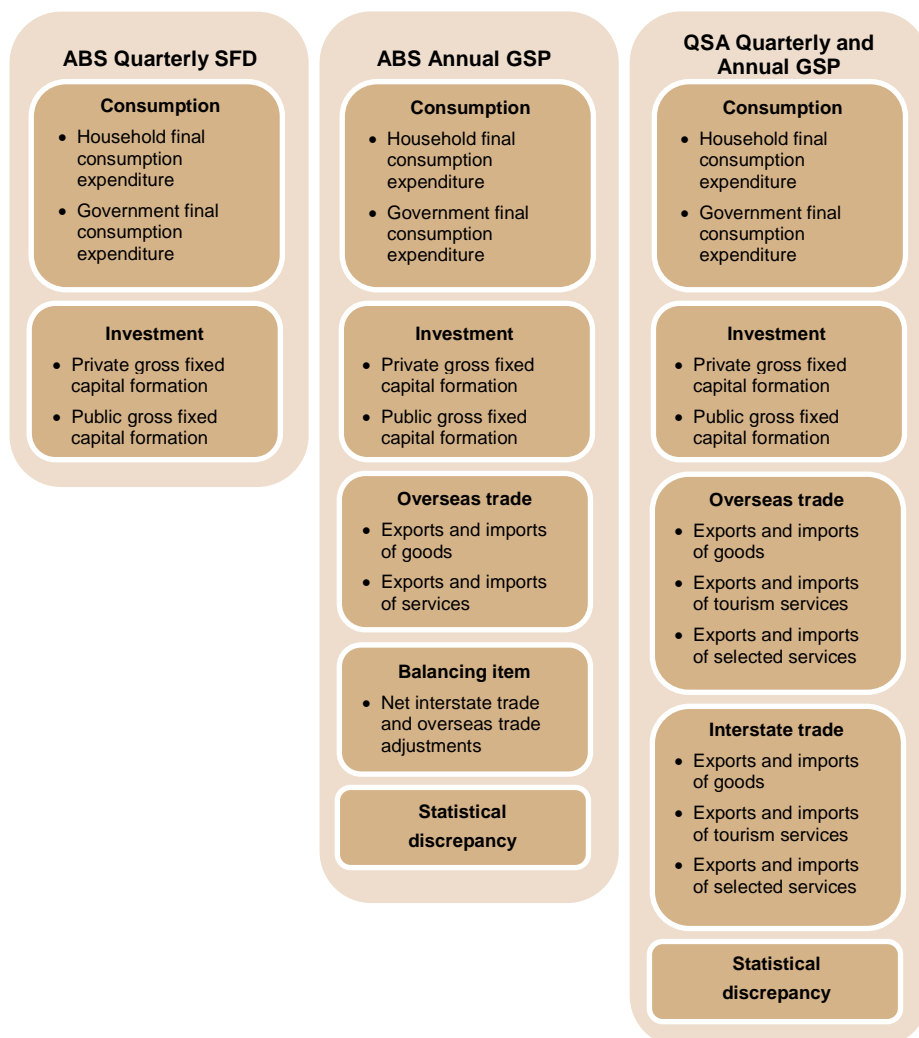 ABS Quarterly SFD
Consumption
• Household final
consumption
expenditure
• Government final
consumption
expenditure
Investment
• Private gross fixed
capital formation
• Public gross fixed
capital formation
ABS Annual GSP
Consumption
• Household final
consumption
expenditure
• Government final
consumption
expenditure
Investment
• Private gross fixed
capital formation
• Public gross fixed
capital formation
Overseas trade
• Exports and imports
of goods
• Exports and imports
of services
Balancing item
• Net interstate trade
and overseas trade
adjustments
Statistical
discrepancy
QSA Quarterly and
Annual GSP
Consumption
• Household final
consumption
expenditure
• Government final
consumption
expenditure
Investment
• Private gross fixed
capital formation
• Public gross fixed
capital formation
Overseas trade
• Exports and imports
of goods
• Exports and imports
of tourism services
• Exports and imports
of selected services
Interstate trade
• Exports and imports
of goods
• Exports and imports
of tourism services
• Exports and imports
of selected services
Statistical
discrepancy